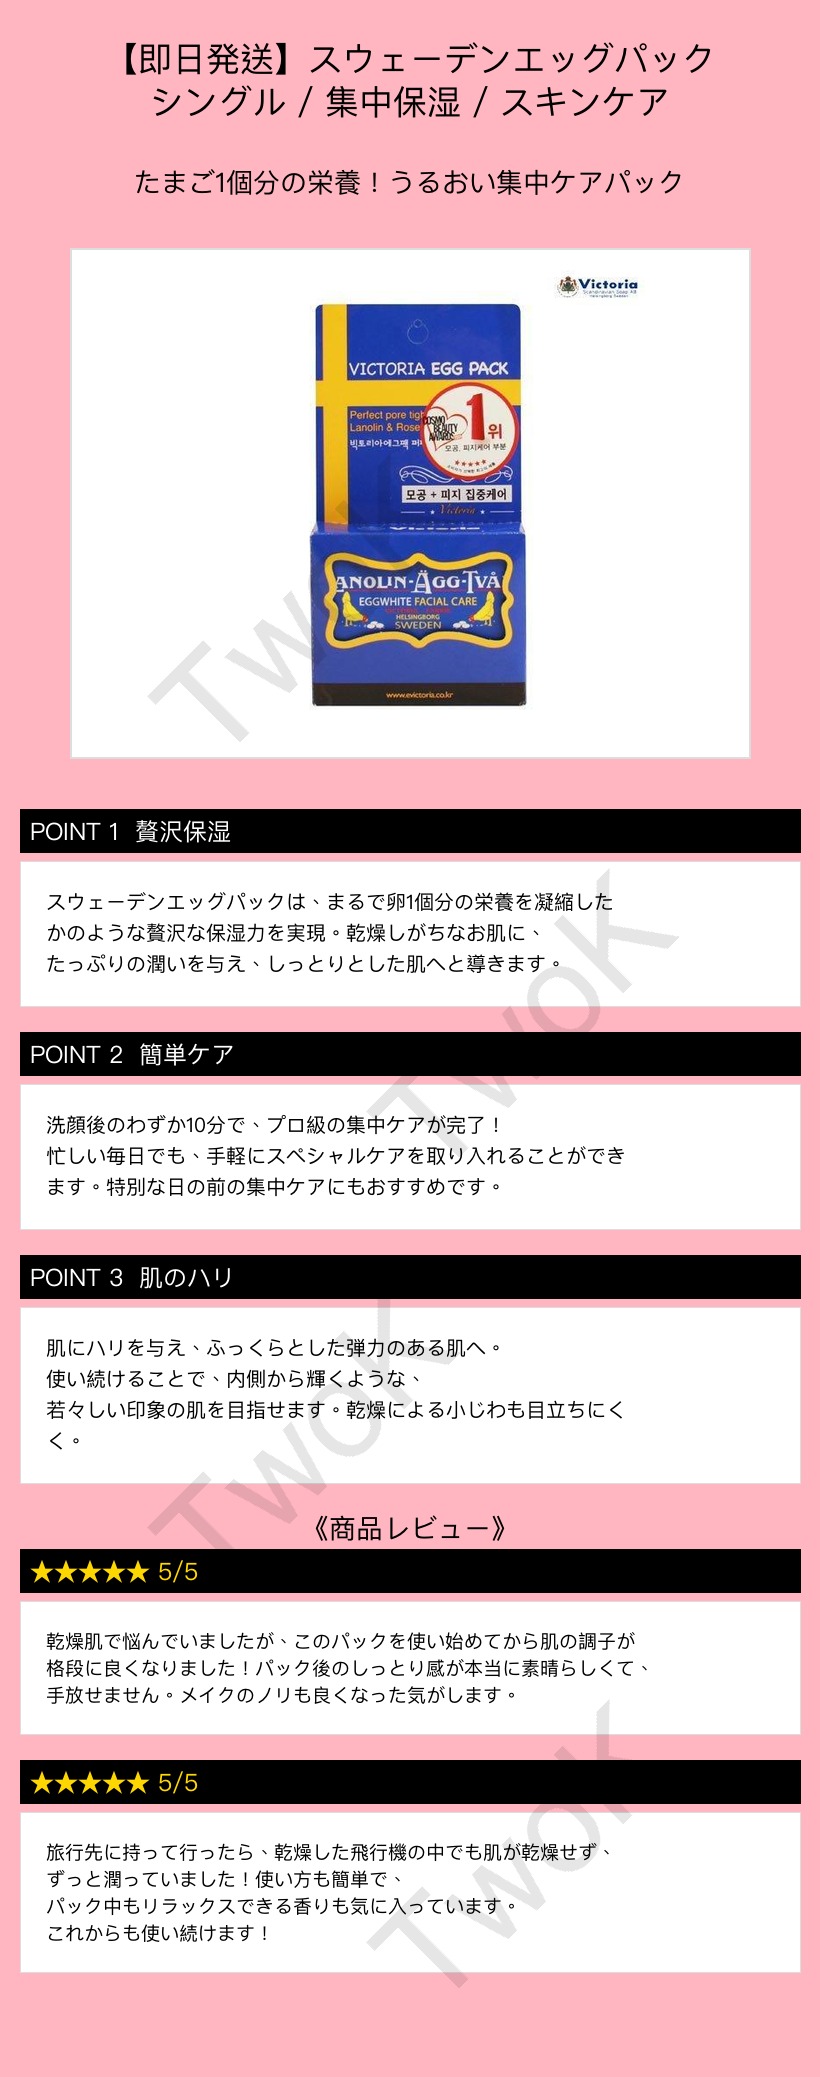 【即日発送】スウェーデンエッグパック
シングル / 集中保湿 / スキンケア
たまご1個分の栄養！うるおい集中ケアパック
Victoria
Scandinavian Soap AB
Helsingborg Sweden
VICTORIA EGG PACK
Perfect pore tigh
Lanolin & Rose
빅토리아에그팩
COSMO
BEAUTY
AWARDS
1위
모공, 피지케어 부문
★★★★★
모공 + 피지 집중케어
★ Victoria ★
ANOLIN-ÄGG-TVÅ
EGGWHITE FACIAL CARE
HELSINGBORG
SWEDEN
www.evictoria.co.kr
TwoK
POINT 1 贅沢保湿
スウェーデンエッグパックは、まるで卵1個分の栄養を凝縮した
かのような贅沢な保湿力を実現。乾燥しがちなお肌に、
たっぷりの潤いを与え、しっとりとした肌へと導きます。
TwoK
POINT 2 簡単ケア
洗顔後のわずか10分で、プロ級の集中ケアが完了！
忙しい毎日でも、手軽にスペシャルケアを取り入れることができ
ます。特別な日の前の集中ケアにもおすすめです。
POINT 3 肌のハリ
肌にハリを与え、ふっくらとした弾力のある肌へ。
使い続けることで、内側から輝くような、
若々しい印象の肌を目指せます。乾燥による小じわも目立ちにく
く。
TwoK
《商品レビュー》
★★★★★ 5/5
乾燥肌で悩んでいましたが、このパックを使い始めてから肌の調子が
格段に良くなりました！パック後のしっとり感が本当に素晴らしくて、
手放せません。メイクのノリも良くなった気がします。
★★★★★ 5/5
旅行先に持って行ったら、乾燥した飛行機の中でも肌が乾燥せず、
ずっと潤っていました！使い方も簡単で、
パック中もリラックスできる香りも気に入っています。
これからも使い続けます！
TwoK